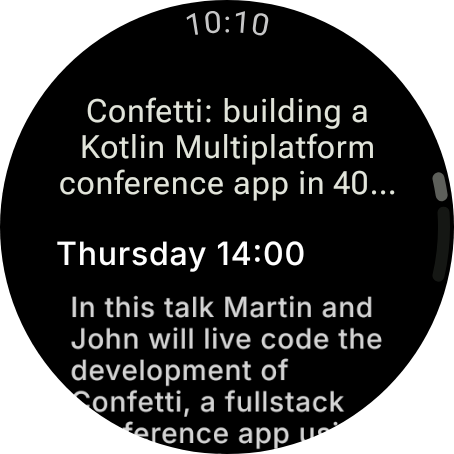 10:10
Confetti: building a
Kotlin Multiplatform
conference app in 40...
Thursday 14:00
In this talk Martin and
John will live code the
development of
Confetti, a fullstack
app